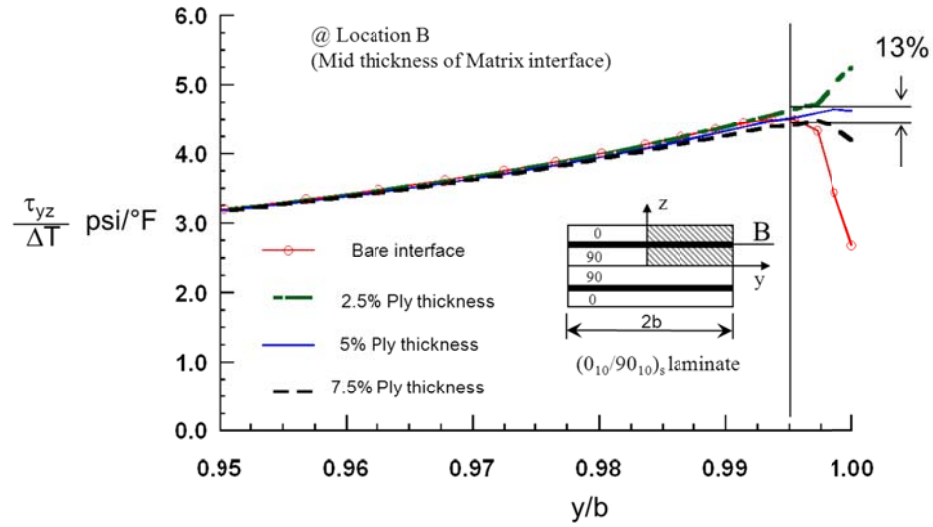 6.0
@ Location B
(Mid thickness of Matrix interface)
13%
5.0
4.0
τyz
ΔT
psi/°F
3.0
Bare interface
2.0
2.5% Ply thickness
5% Ply thickness
1.0
7.5% Ply thickness
0.0
z
0
B
90
y
90
0
2b
(0₁₀/90₁₀)ₛ laminate
0.95 0.96 0.97 0.98 0.99 1.00
y/b